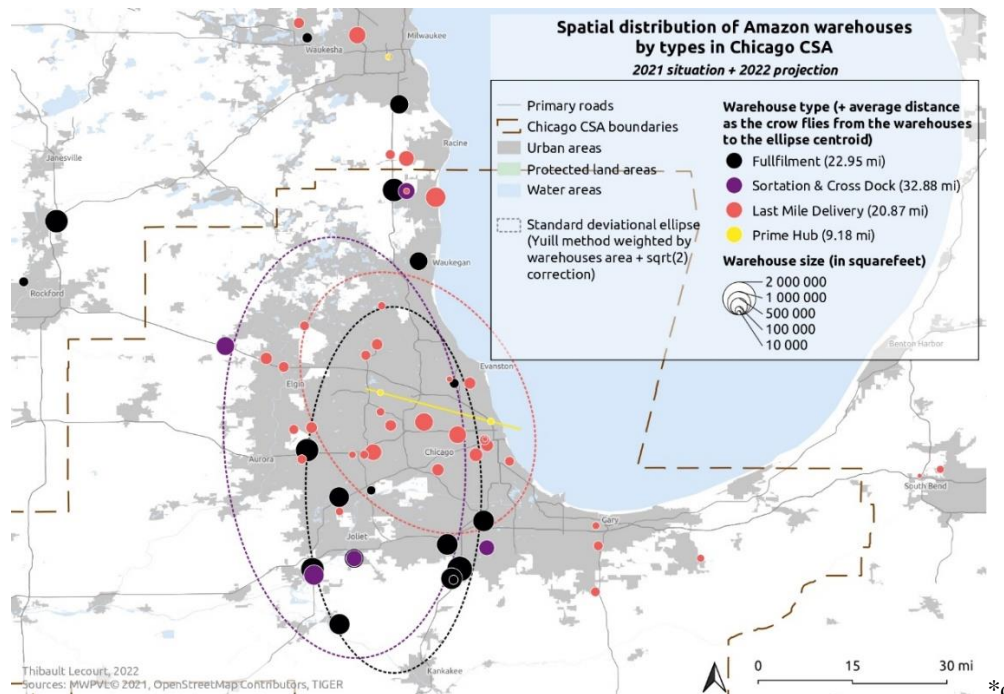 Spatial distribution of Amazon warehouses
by types in Chicago CSA
2021 situation + 2022 projection
Primary roads
Chicago CSA boundaries
Urban areas
Protected land areas
Water areas
Standard deviational ellipse
(Yuill method weighted by
warehouses area + sqrt(2)
correction)
Warehouse type (+ average distance
as the crow flies from the warehouses
to the ellipse centroid)
Fullfilment (22.95 mi)
Sortation & Cross Dock (32.88 mi)
Last Mile Delivery (20.87 mi)
Prime Hub (9.18 mi)
Warehouse size (in squarefeet)
2 000 000
1 000 000
500 000
100 000
10 000
Milwaukee
Waukesha
Racine
Janesville
Waukegan
Rockford
Benton Harbor
Evanston
Elgin
Chicago
Aurora
South Bend
Gary
Joliet
Kankakee
Thibault Lecourt, 2022
Sources: MWPVL© 2021, OpenStreetMap Contributors, TIGER
0 15 30 mi